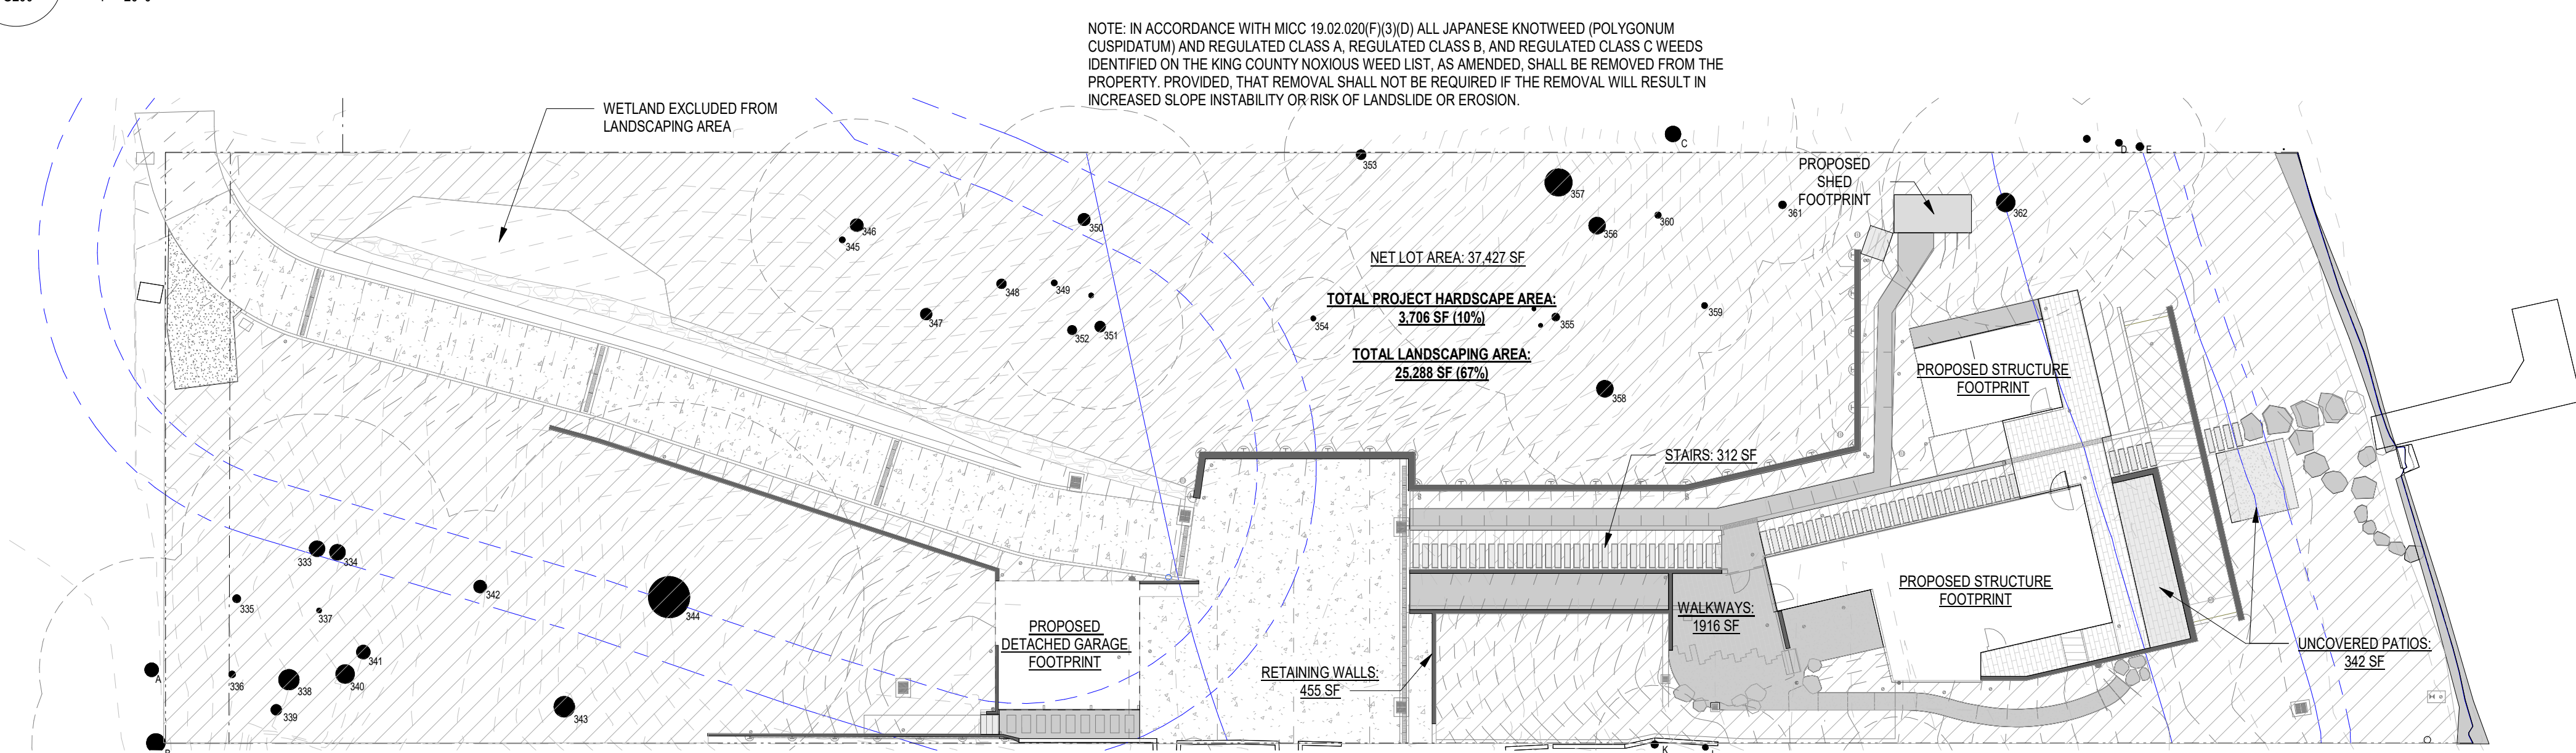 NOTE: IN ACCORDANCE WITH MICC 19.02.020(F)(3)(D) ALL JAPANESE KNOTWEED (POLYGONUM
CUSPIDATUM) AND REGULATED CLASS A, REGULATED CLASS B, AND REGULATED CLASS C WEEDS
IDENTIFIED ON THE KING COUNTY NOXIOUS WEED LIST, AS AMENDED, SHALL BE REMOVED FROM THE
PROPERTY. PROVIDED, THAT REMOVAL SHALL NOT BE REQUIRED IF THE REMOVAL WILL RESULT IN
INCREASED SLOPE INSTABILITY OR RISK OF LANDSLIDE OR EROSION.
WETLAND EXCLUDED FROM
LANDSCAPING AREA
C
D
E
353
PROPOSED
SHED
FOOTPRINT
357
362
361
360
346
345
350
356
NET LOT AREA: 37,427 SF
348
349
TOTAL PROJECT HARDSCAPE AREA:
3,706 SF (10%)
347
352
351
354
355
359
TOTAL LANDSCAPING AREA:
25,288 SF (67%)
358
PROPOSED STRUCTURE
FOOTPRINT
STAIRS: 312 SF
333
334
335
337
342
344
PROPOSED STRUCTURE
FOOTPRINT
WALKWAYS:
1916 SF
PROPOSED
DETACHED GARAGE
FOOTPRINT
UNCOVERED PATIOS:
342 SF
RETAINING WALLS:
455 SF
341
A
336
338
340
339
343
K